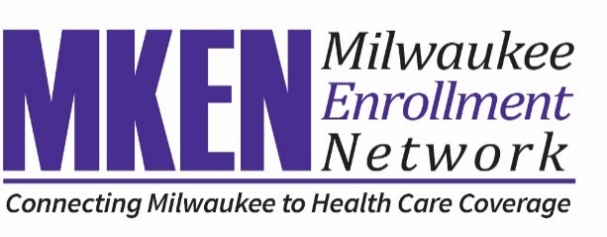 MKEN
Milwaukee
Enrollment
Network
Connecting Milwaukee to Health Care Coverage